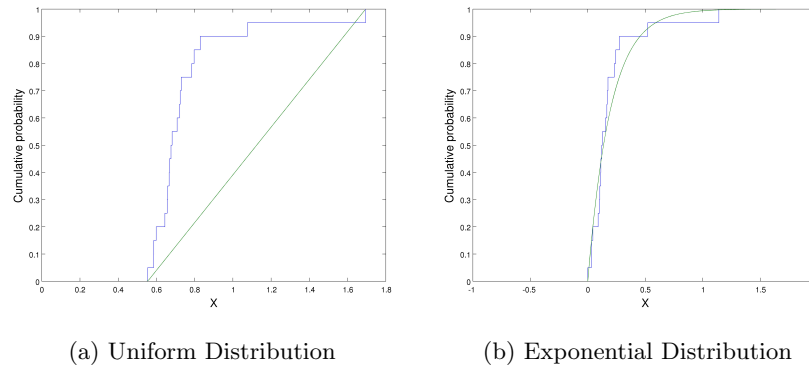 1
0.9
0.8
0.7
0.6
0.5
0.4
0.3
0.2
0.1
0
Cumulative probability
0 0.2 0.4 0.6 0.8 1 1.2 1.4 1.6 1.8
X
(a) Uniform Distribution
1
0.9
0.8
0.7
0.6
0.5
0.4
0.3
0.2
0.1
0
Cumulative probability
-1 -0.5 0 0.5 1 1.5
X
(b) Exponential Distribution